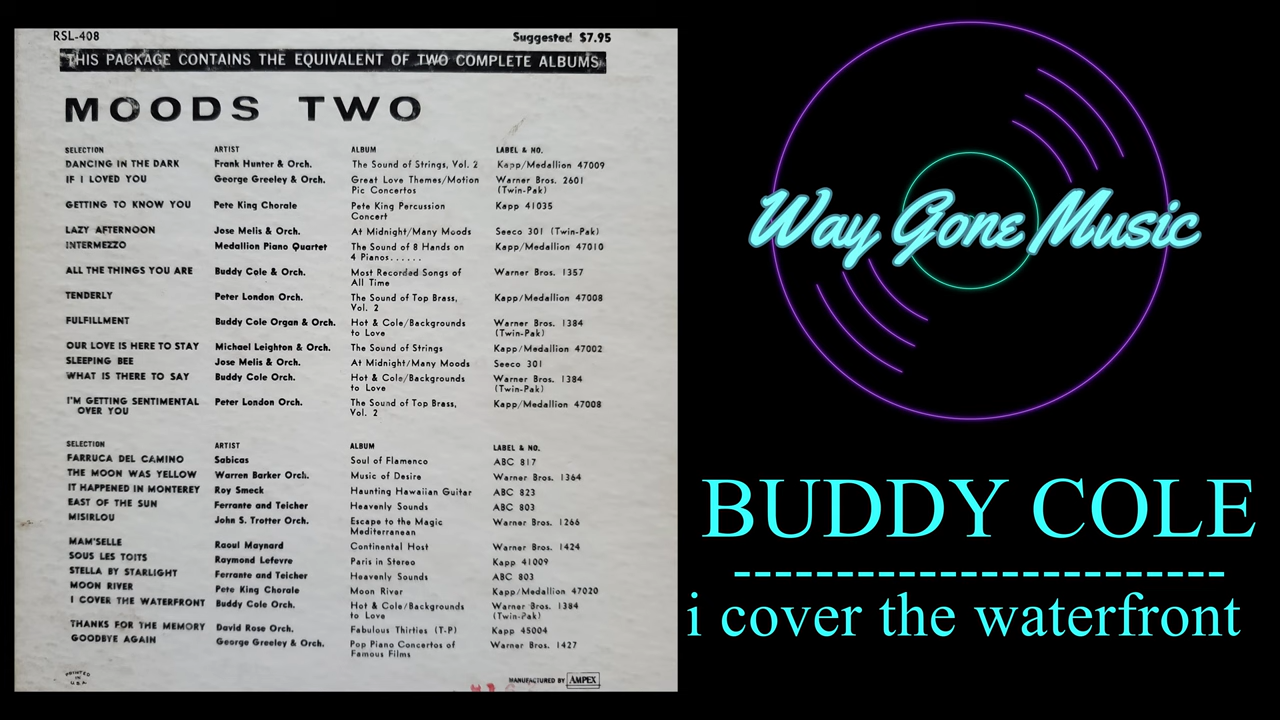 RSL-408 Suggested $7.95
THIS PACKAGE CONTAINS THE EQUIVALENT OF TWO COMPLETE ALBUMS
MOODS TWO
SELECTION ARTIST ALBUM LABEL & NO.
DANCING IN THE DARK Frank Hunter & Orch. The Sound of Strings, Vol. 2 Kapp/Medallion 47009
IF I LOVED YOU George Greeley & Orch. Great Love Themes/Motion Warner Bros. 2601
Pic Concertos (Twin-Pak)
GETTING TO KNOW YOU Pete King Chorale Pete King Percussion Kapp 41035
Concert
LAZY AFTERNOON Jose Melis & Orch. At Midnight/Many Moods Seeco 301 (Twin-Pak)
INTERMEZZO Medallion Piano Quartet The Sound of 8 Hands on Kapp/Medallion 47010
4 Pianos......
ALL THE THINGS YOU ARE Buddy Cole & Orch. Most Recorded Songs of Warner Bros. 1357
All Time
TENDERLY Peter London Orch. The Sound of Top Brass, Kapp/Medallion 47008
Vol. 2
FULFILLMENT Buddy Cole Organ & Orch. Hot & Cole/Backgrounds Warner Bros. 1384
to Love (Twin-Pak)
OUR LOVE IS HERE TO STAY Michael Leighton & Orch. The Sound of Strings Kapp/Medallion 47002
SLEEPING BEE Jose Melis & Orch. At Midnight/Many Moods Seeco 301
WHAT IS THERE TO SAY Buddy Cole Orch. Hot & Cole/Backgrounds Warner Bros. 1384
to Love (Twin-Pak)
I'M GETTING SENTIMENTAL Peter London Orch. The Sound of Top Brass, Kapp/Medallion 47008
OVER YOU Vol. 2
SELECTION ARTIST ALBUM LABEL & NO.
FARRUCA DEL CAMINO Sabicas Soul of Flamenco ABC 817
THE MOON WAS YELLOW Warren Barker Orch. Music of Desire Warner Bros. 1364
IT HAPPENED IN MONTEREY Roy Smeck Haunting Hawaiian Guitar ABC 823
EAST OF THE SUN Ferrante and Teicher Heavenly Sounds ABC 803
MISIRLOU John S. Trotter Orch. Escape to the Magic Warner Bros. 1266
Mediterranean
MAM'SELLE Raoul Maynard Continental Host Warner Bros. 1424
SOUS LES TOITS Raymond Lefevre Paris in Stereo Kapp 41009
STELLA BY STARLIGHT Ferrante and Teicher Heavenly Sounds ABC 803
MOON RIVER Pete King Chorale Moon River Kapp/Medallion 47020
I COVER THE WATERFRONT Buddy Cole Orch. Hot & Cole/Backgrounds Warner Bros. 1384
to Love (Twin-Pak)
THANKS FOR THE MEMORY David Rose Orch. Fabulous Thirties (T-P) Kapp 45004
GOODBYE AGAIN George Greeley & Orch. Pop Piano Concertos of Warner Bros. 1427
Famous Films
PRINTED
IN
U.S.A.
MANUFACTURED BY AMPEX
Way Gone Music
BUDDY COLE
------------------------
i cover the waterfront